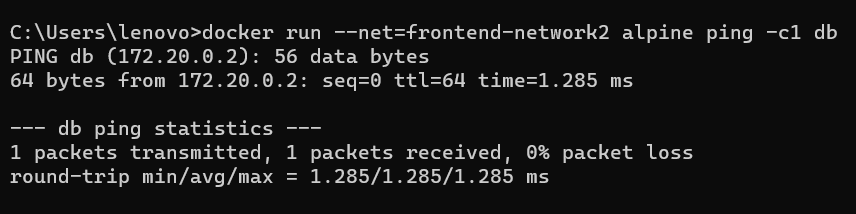 C:\Users\lenovo>docker run --net=frontend-network2 alpine ping -c1 db
PING db (172.20.0.2): 56 data bytes
64 bytes from 172.20.0.2: seq=0 ttl=64 time=1.285 ms
--- db ping statistics ---
1 packets transmitted, 1 packets received, 0% packet loss
round-trip min/avg/max = 1.285/1.285/1.285 ms